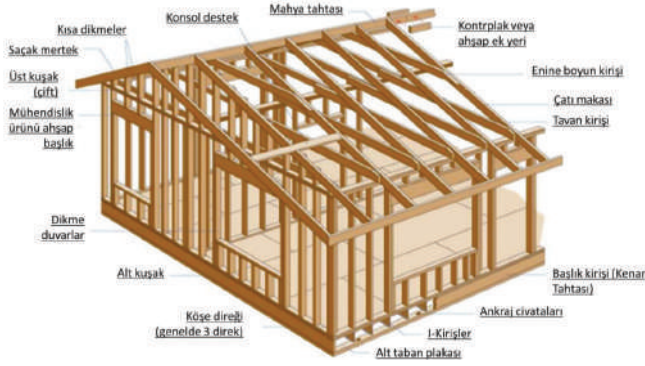 Mahya tahtası
Konsol destek
Kısa dikmeler
Saçak mertek
Kontrplak veya
ahşap ek yeri
Üst kuşak
(çift)
Enine boyun kirişi
Mühendislik
ürünü ahşap
başlık
Çatı makası
Tavan kirişi
Dikme
duvarlar
Alt kuşak
Başlık kirişi (Kenar
Tahtası)
Köşe direği
(genelde 3 direk)
Ankraj civataları
I-Kirişler
Alt taban plakası